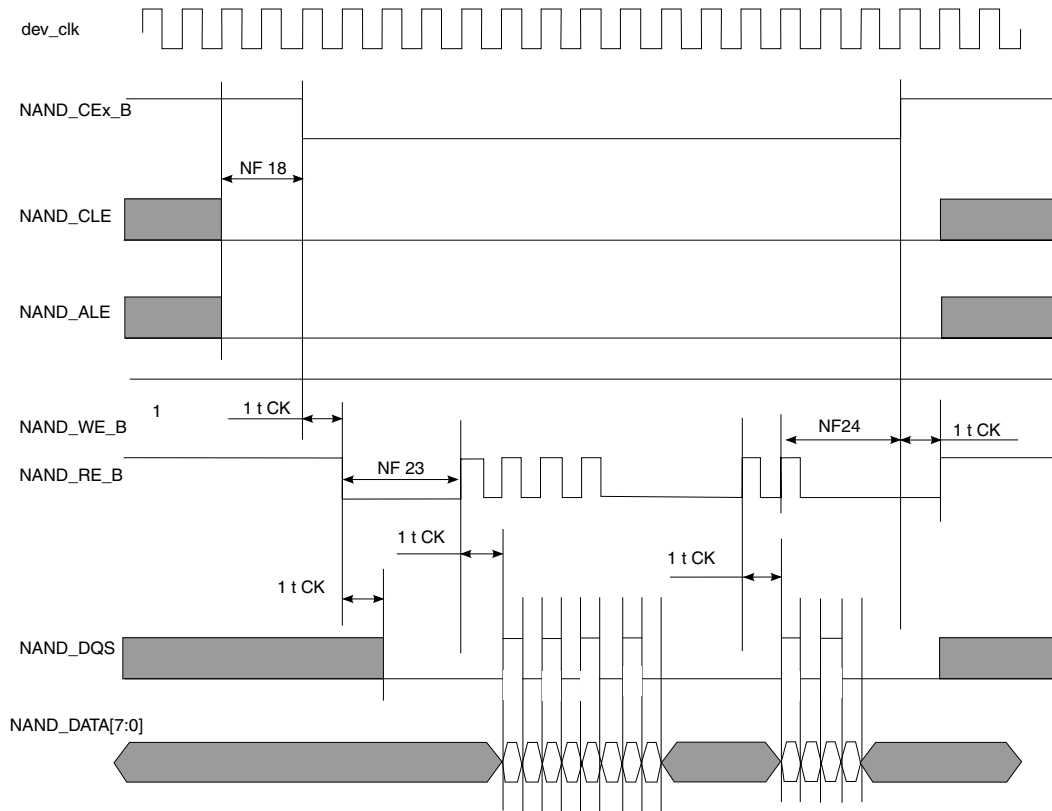 dev_clk
NAND_CEx_B
NF 18
NAND_CLE
NAND_ALE
1
1 t CK
NAND_WE_B
NF24
1 t CK
NF 23
NAND_RE_B
1 t CK
1 t CK
1 t CK
NAND_DQS
NAND_DATA[7:0]